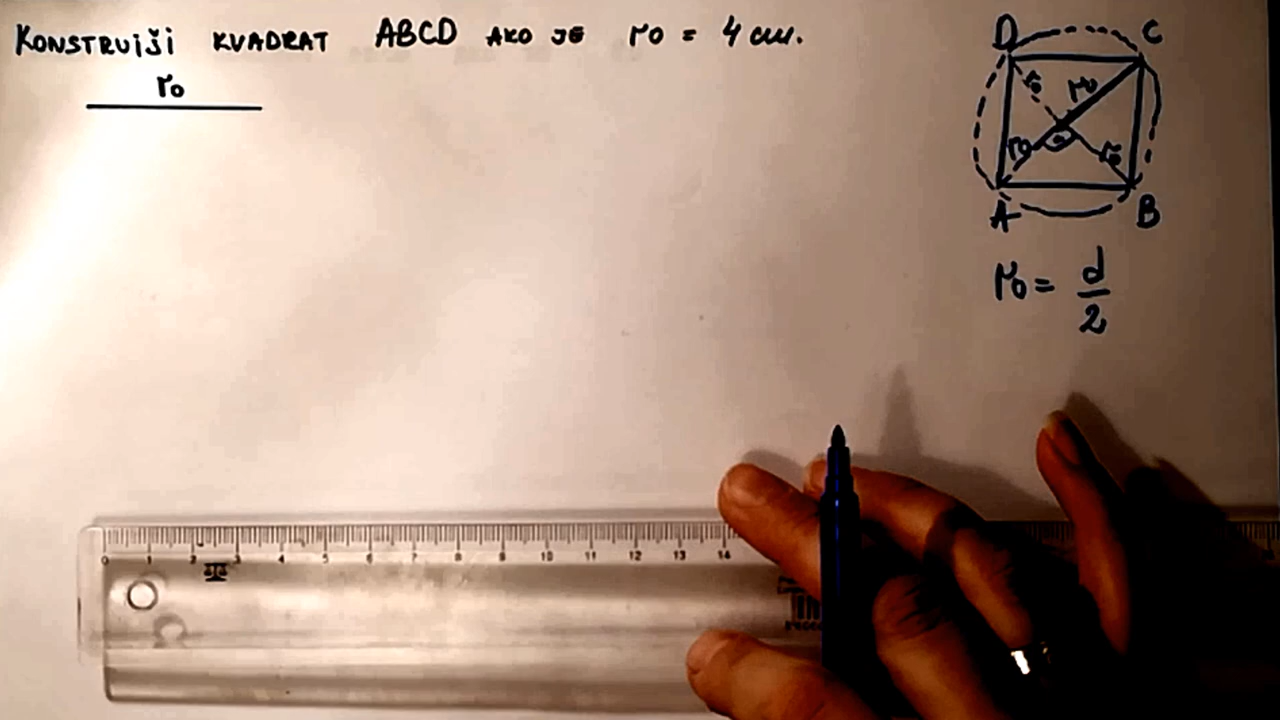 KONSTRUIŠI KVADRAT ABCD AKO JE r₀ = 4 cm.
r₀
D C
r₀ r₀
r₀ r₀
A B
r₀ = d/2
0 1 2 3 4 5 6 7 8 9 10 11 12 13 14